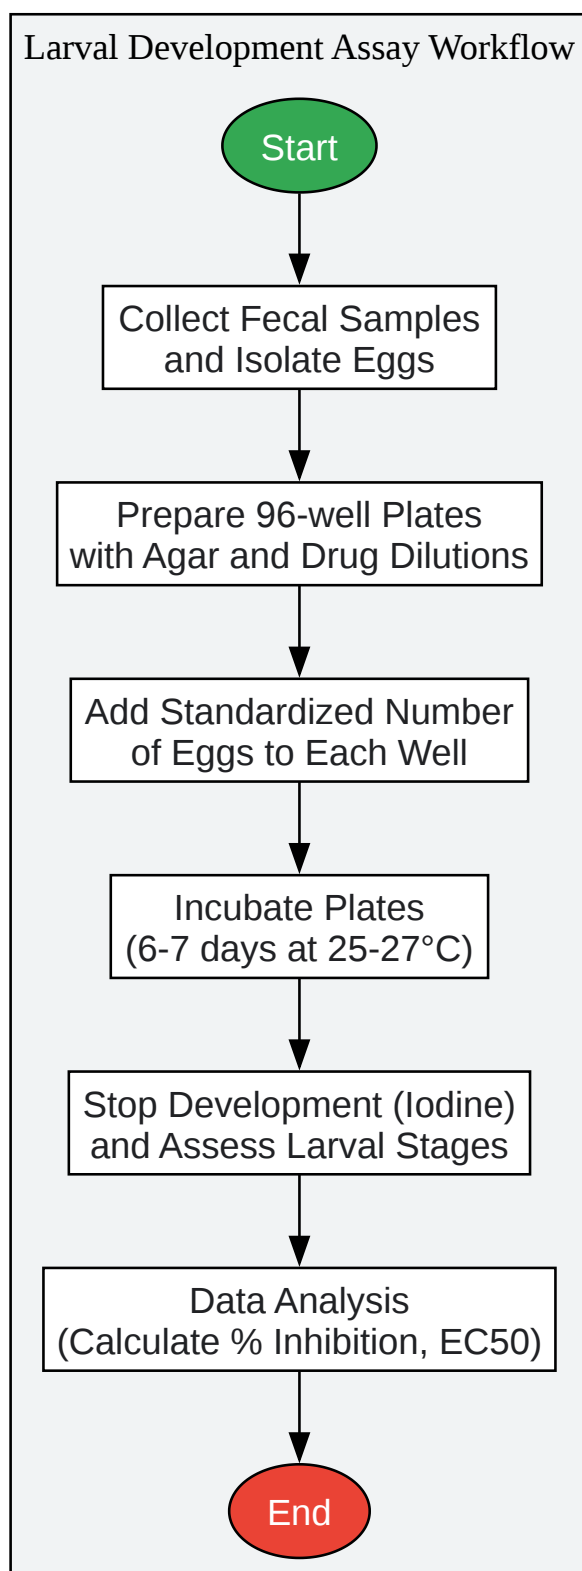 Larval Development Assay Workflow
Start
Collect Fecal Samples
and Isolate Eggs
Prepare 96-well Plates
with Agar and Drug Dilutions
Add Standardized Number
of Eggs to Each Well
Incubate Plates
(6-7 days at 25-27°C)
Stop Development (Iodine)
and Assess Larval Stages
Data Analysis
(Calculate % Inhibition, EC50)
End